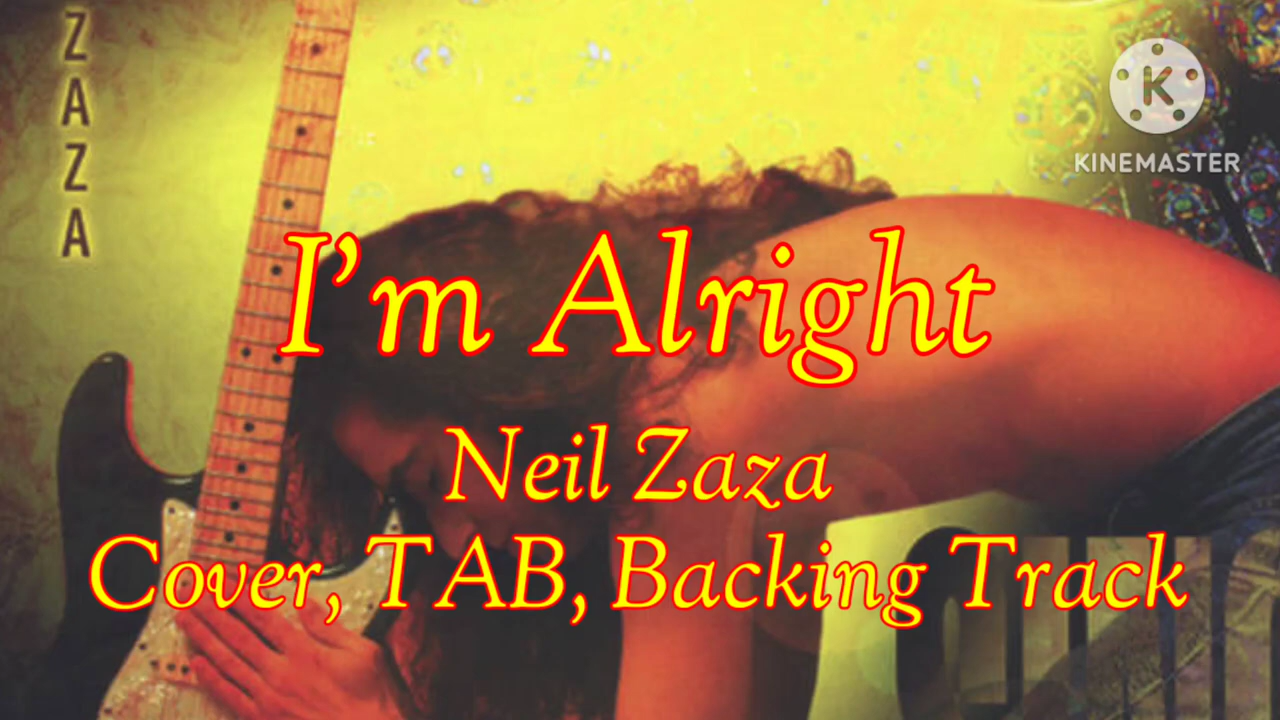 ZAZA
K
KINEMASTER
I'm Alright
Neil Zaza
Cover, TAB, Backing Track